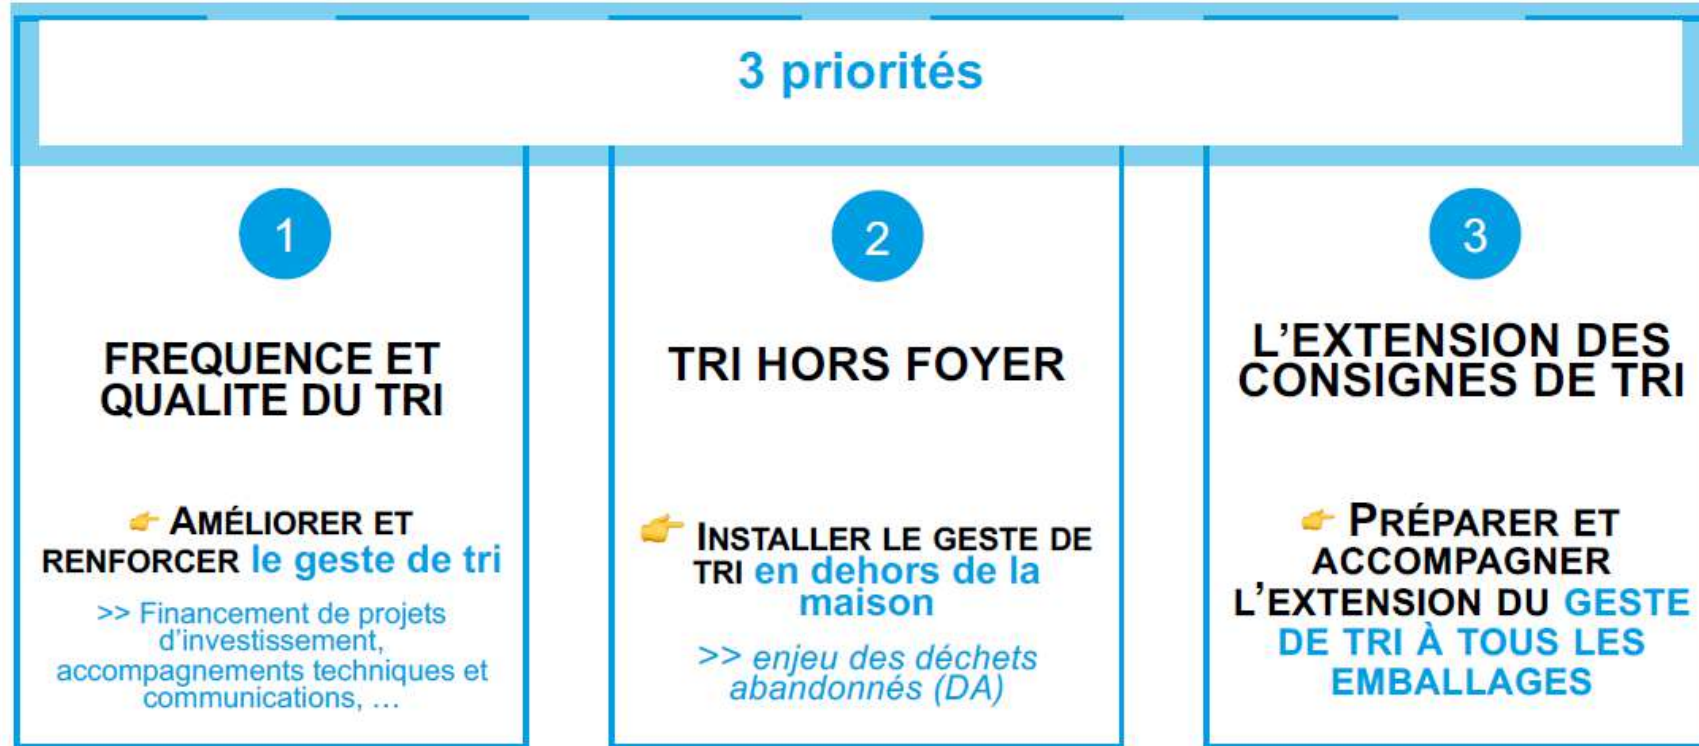 3 priorités
1
FREQUENCE ET
QUALITE DU TRI
👉 AMÉLIORER ET
RENFORCER le geste de tri
>> Financement de projets
d’investissement,
accompagnements techniques et
communications, …
2
TRI HORS FOYER
👉 INSTALLER LE GESTE DE
TRI en dehors de la
maison
>> enjeu des déchets
abandonnés (DA)
3
L’EXTENSION DES
CONSIGNES DE TRI
👉 PRÉPARER ET
ACCOMPAGNER
L’EXTENSION DU GESTE
DE TRI À TOUS LES
EMBALLAGES